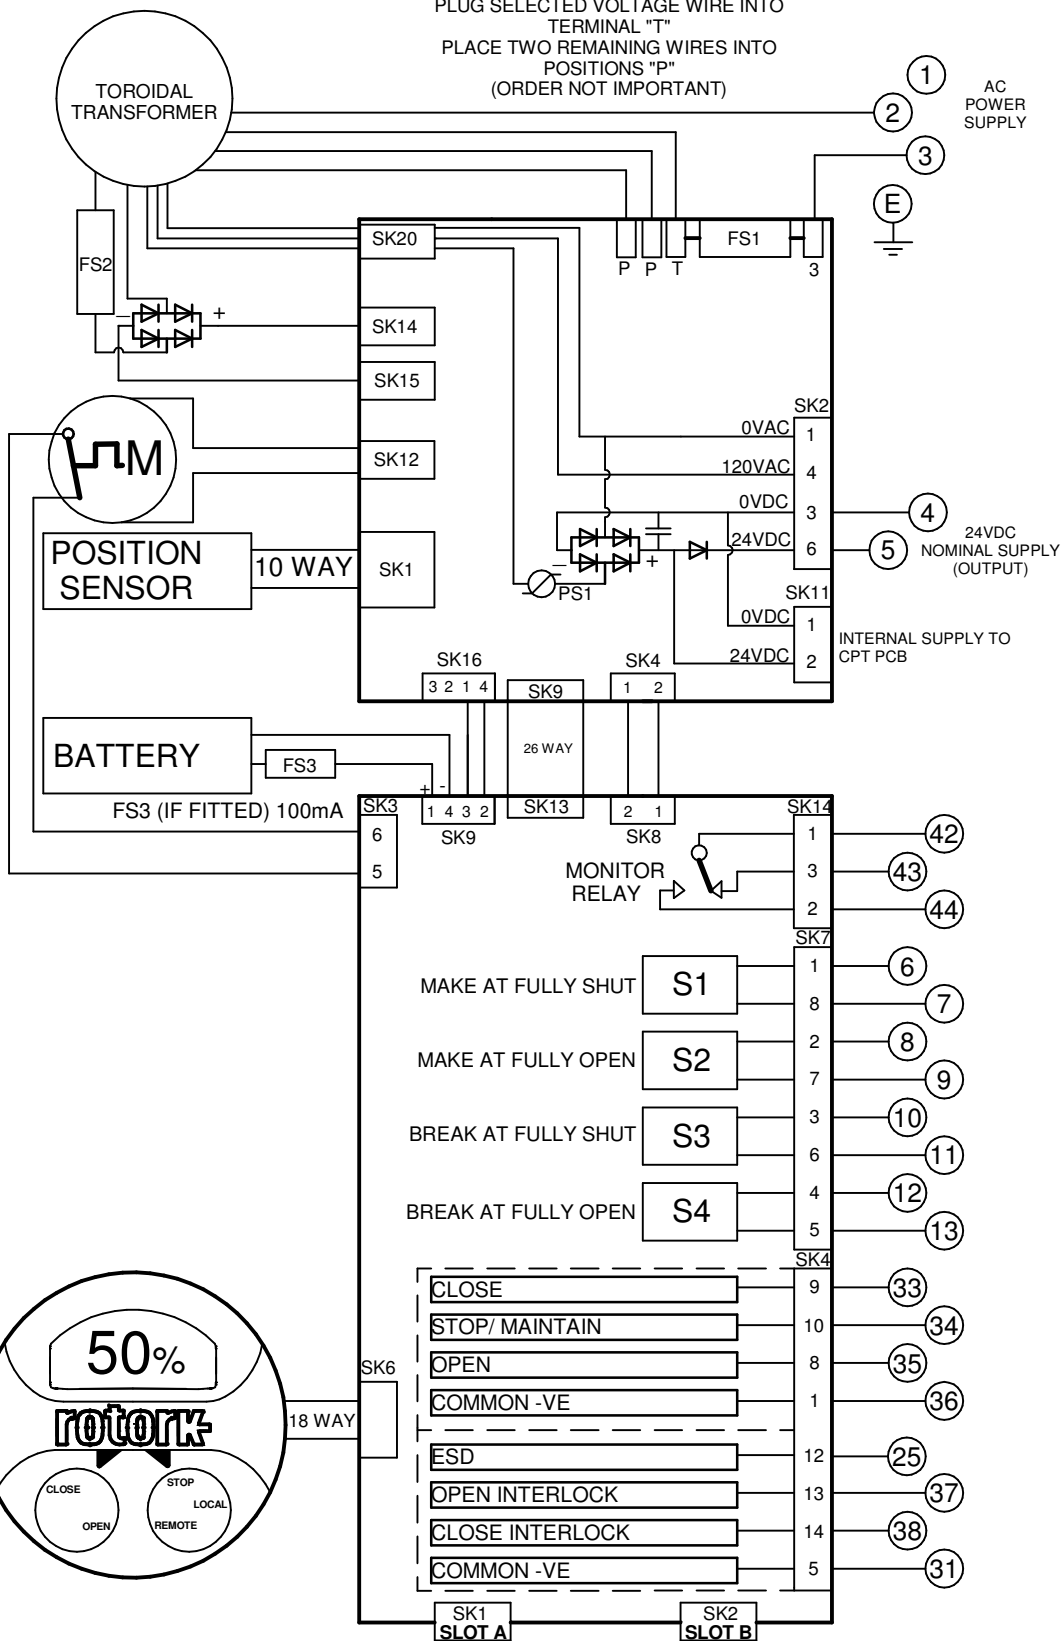 PLUG SELECTED VOLTAGE WIRE INTO
TERMINAL "T"
PLACE TWO REMAINING WIRES INTO
POSITIONS "P"
(ORDER NOT IMPORTANT)
TOROIDAL
TRANSFORMER
1
2
3
AC
POWER
SUPPLY
E
FS2
SK20
P P T
FS1
3
SK14
- +
SK15
SK12
M
POSITION
SENSOR
10 WAY
SK1
SK2
0VAC 1
120VAC 4
0VDC 3
24VDC 6
4
5
24VDC
NOMINAL SUPPLY
(OUTPUT)
- +
PS1
SK11
0VDC 1
24VDC 2
INTERNAL SUPPLY TO
CPT PCB
SK16
3 2 1 4
SK9
SK4
1 2
BATTERY
FS3
26 WAY
FS3 (IF FITTED) 100mA
+ -
SK3
6
5
1 4 3 2
SK9
SK13
2 1
SK8
SK14
MONITOR
RELAY
1 42
3 43
2 44
SK7
MAKE AT FULLY SHUT S1
1 6
8 7
MAKE AT FULLY OPEN S2
2 8
7 9
BREAK AT FULLY SHUT S3
3 10
6 11
BREAK AT FULLY OPEN S4
4 12
5 13
SK4
CLOSE 9 33
STOP/ MAINTAIN 10 34
OPEN 8 35
COMMON -VE 1 36
ESD 12 25
OPEN INTERLOCK 13 37
CLOSE INTERLOCK 14 38
COMMON -VE 5 31
50%
rotork
CLOSE
OPEN
STOP
LOCAL
REMOTE
18 WAY
SK6
SK1
SLOT A
SK2
SLOT B